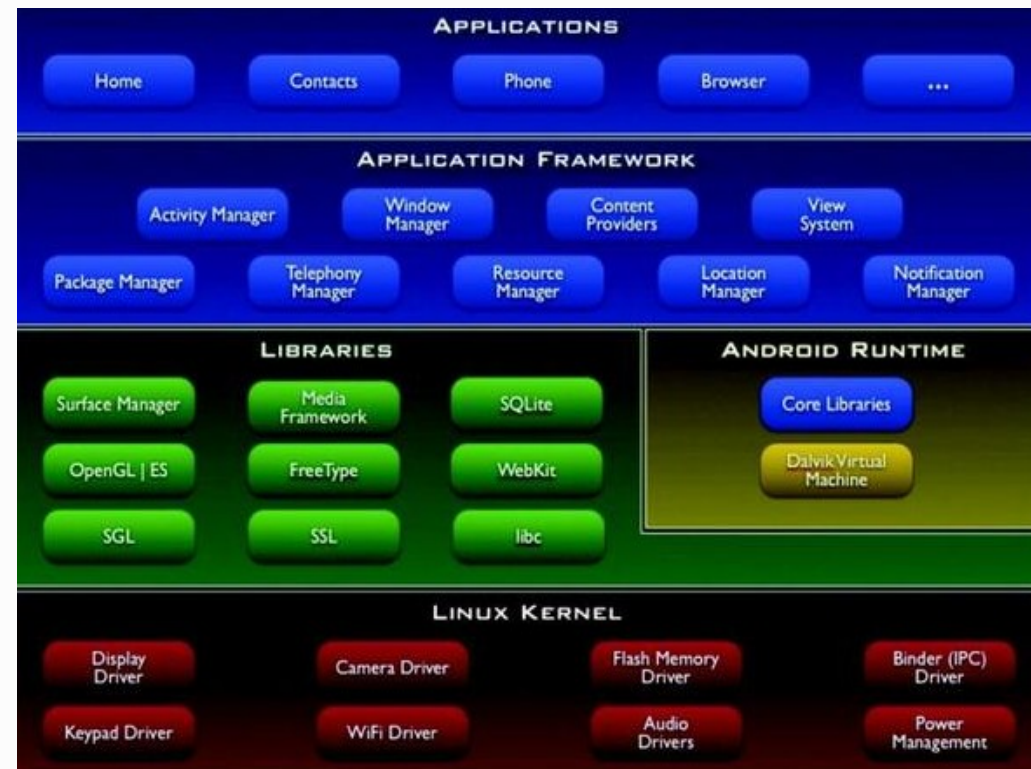 APPLICATIONS
Home
Contacts
Phone
Browser
...
APPLICATION FRAMEWORK
Activity Manager
Window
Manager
Content
Providers
View
System
Package Manager
Telephony
Manager
Resource
Manager
Location
Manager
Notification
Manager
LIBRARIES
Surface Manager
Media
Framework
SQLite
OpenGL | ES
FreeType
WebKit
SGL
SSL
libc
ANDROID RUNTIME
Core Libraries
Dalvik Virtual
Machine
LINUX KERNEL
Display
Driver
Camera Driver
Flash Memory
Driver
Binder (IPC)
Driver
Keypad Driver
WiFi Driver
Audio
Drivers
Power
Management